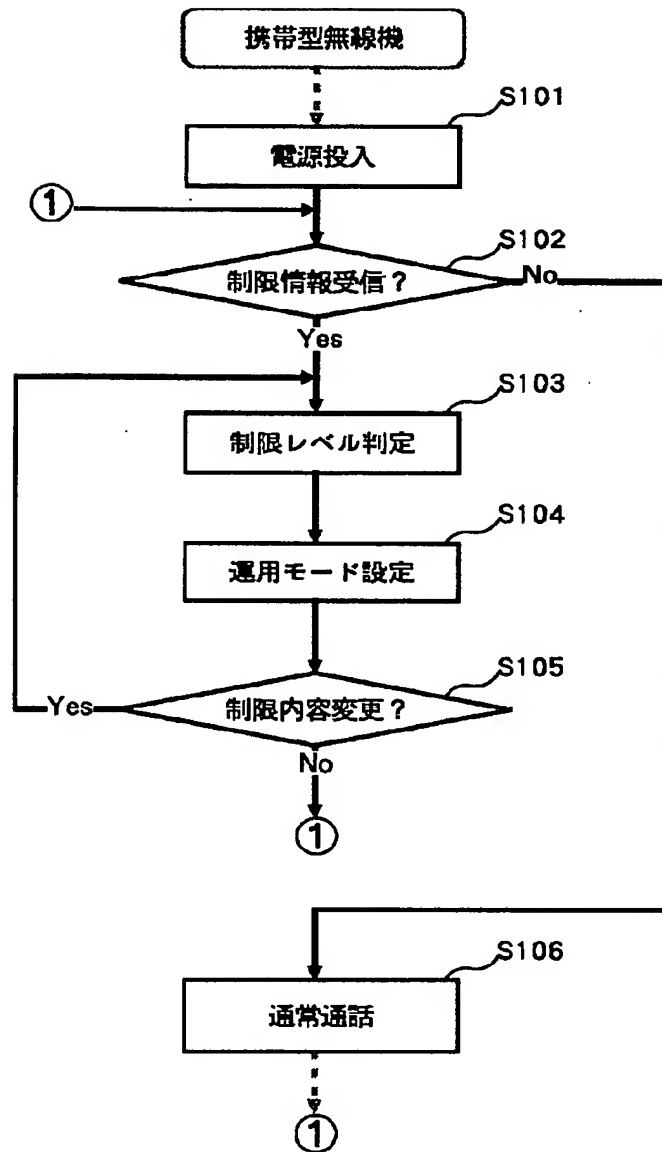 携帯型無線機
S101
電源投入
①
S102
制限情報受信？
No
Yes
S103
制限レベル判定
S104
運用モード設定
S105
制限内容変更？
Yes
No
①
S106
通常通話
①